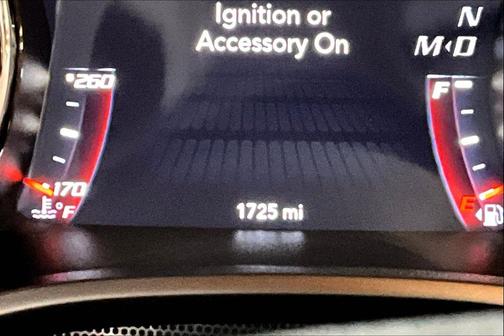 Ignition or
Accessory On
N
M D
°260
F
170
°F
E
1725 mi